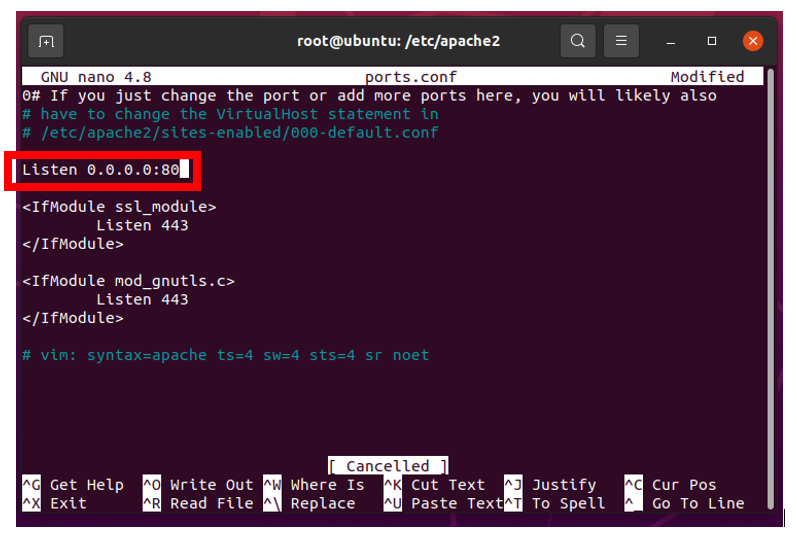 root@ubuntu: /etc/apache2
GNU nano 4.8 ports.conf Modified
0# If you just change the port or add more ports here, you will likely also
# have to change the VirtualHost statement in
# /etc/apache2/sites-enabled/000-default.conf
Listen 0.0.0.0:80
<IfModule ssl_module>
Listen 443
</IfModule>
<IfModule mod_gnutls.c>
Listen 443
</IfModule>
# vim: syntax=apache ts=4 sw=4 sts=4 sr noet
[ Cancelled ]
^G Get Help ^O Write Out ^W Where Is ^K Cut Text ^J Justify ^C Cur Pos
^X Exit ^R Read File ^\ Replace ^U Paste Text ^T To Spell ^_ Go To Line